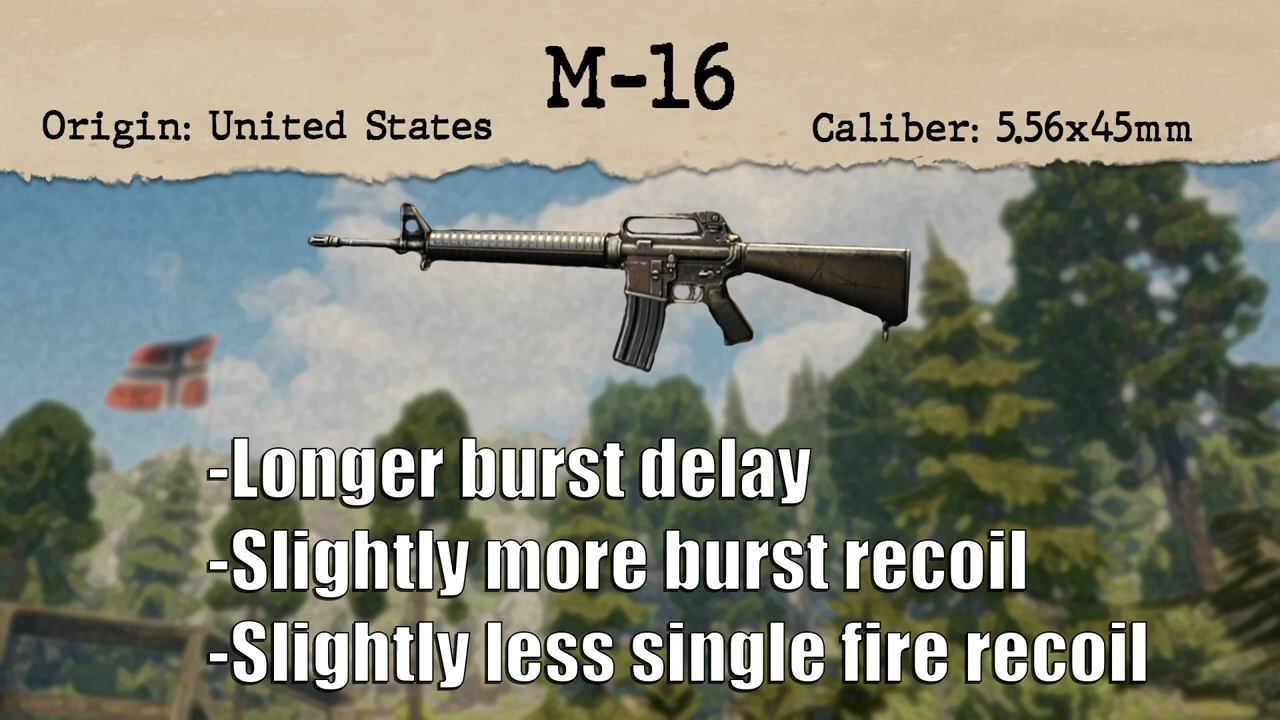 M-16
Origin: United States
Caliber: 5.56x45mm
-Longer burst delay
-Slightly more burst recoil
-Slightly less single fire recoil